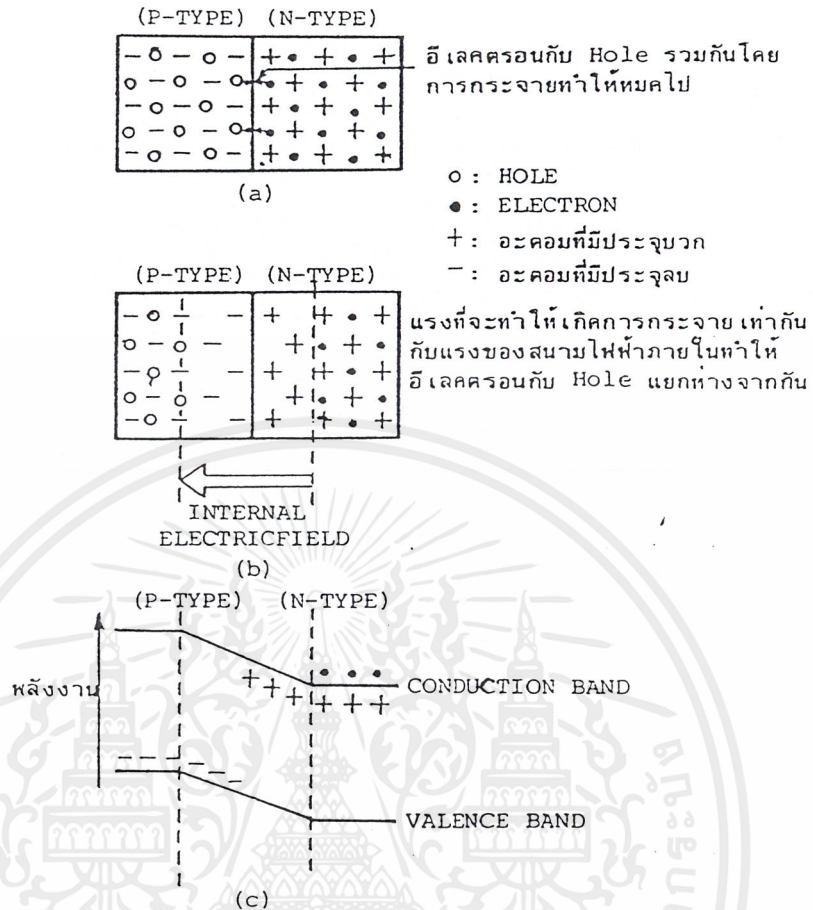 (P-TYPE) (N-TYPE)
อิเลคตรอนกับ Hole รวมกันโดย
การกระจายทำให้หมดไป
(a)
o : HOLE
• : ELECTRON
+ : อะตอมที่มีประจุบวก
− : อะตอมที่มีประจุลบ
(P-TYPE) (N-TYPE)
แรงที่จะทำให้เกิดการกระจาย เท่ากัน
กับแรงของสนามไฟฟ้าภายในทำให้
อิเลคตรอนกับ Hole แยกห่างจากกัน
INTERNAL
ELECTRICFIELD
(b)
(P-TYPE) (N-TYPE)
พลังงาน
CONDUCTION BAND
VALENCE BAND
(c)